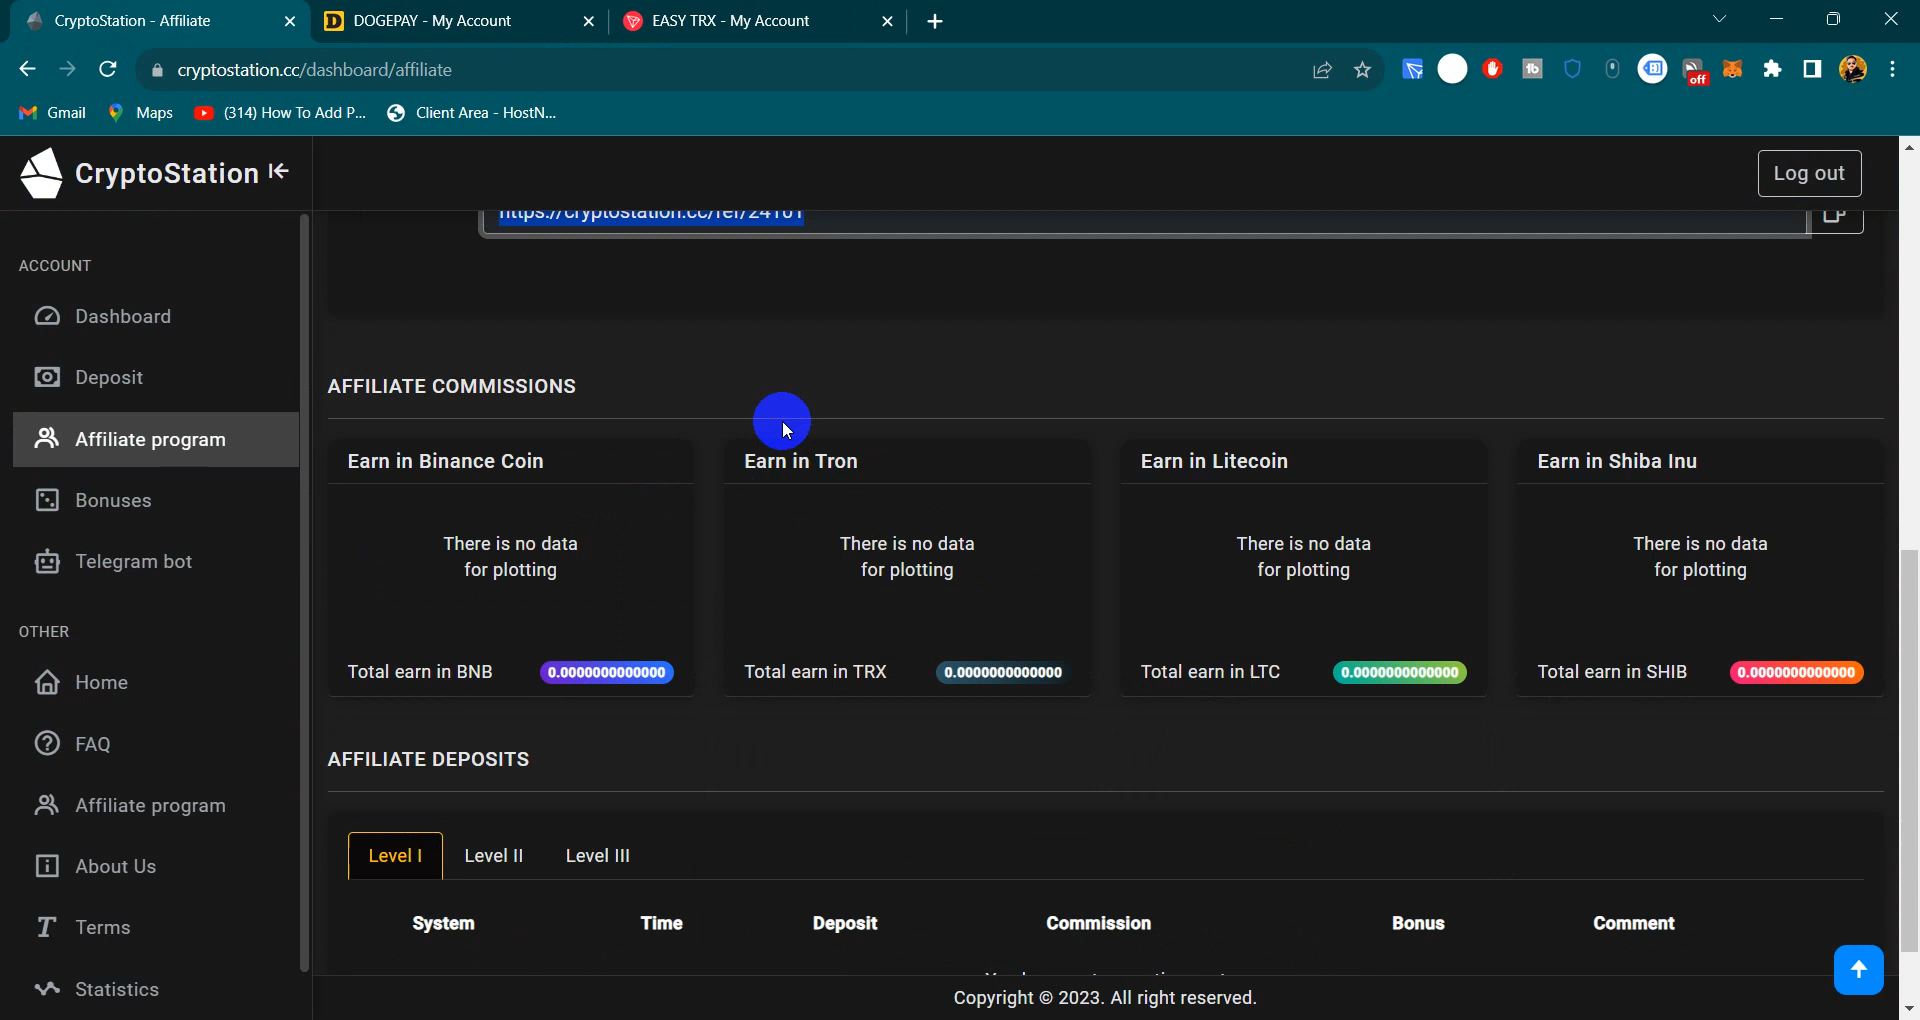 CryptoStation - Affiliate
DOGEPAY - My Account
EASY TRX - My Account
cryptostation.cc/dashboard/affiliate
off
Gmail
Maps
(314) How To Add P...
Client Area - HostN...
CryptoStation
Log out
https://cryptostation.cc/ref/24101
ACCOUNT
Dashboard
Deposit
Affiliate program
Bonuses
Telegram bot
OTHER
Home
FAQ
Affiliate program
About Us
Terms
Statistics
AFFILIATE COMMISSIONS
Earn in Binance Coin
There is no data
for plotting
Total earn in BNB 0.0000000000000
Earn in Tron
There is no data
for plotting
Total earn in TRX 0.0000000000000
Earn in Litecoin
There is no data
for plotting
Total earn in LTC 0.0000000000000
Earn in Shiba Inu
There is no data
for plotting
Total earn in SHIB 0.0000000000000
AFFILIATE DEPOSITS
Level I Level II Level III
System Time Deposit Commission Bonus Comment
Copyright © 2023. All right reserved.